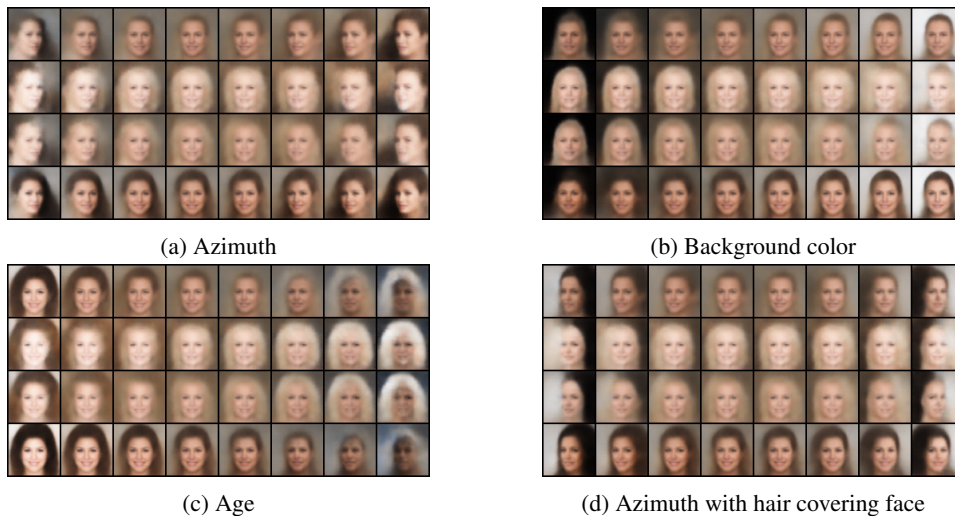 (a) Azimuth
(b) Background color
(c) Age
(d) Azimuth with hair covering face